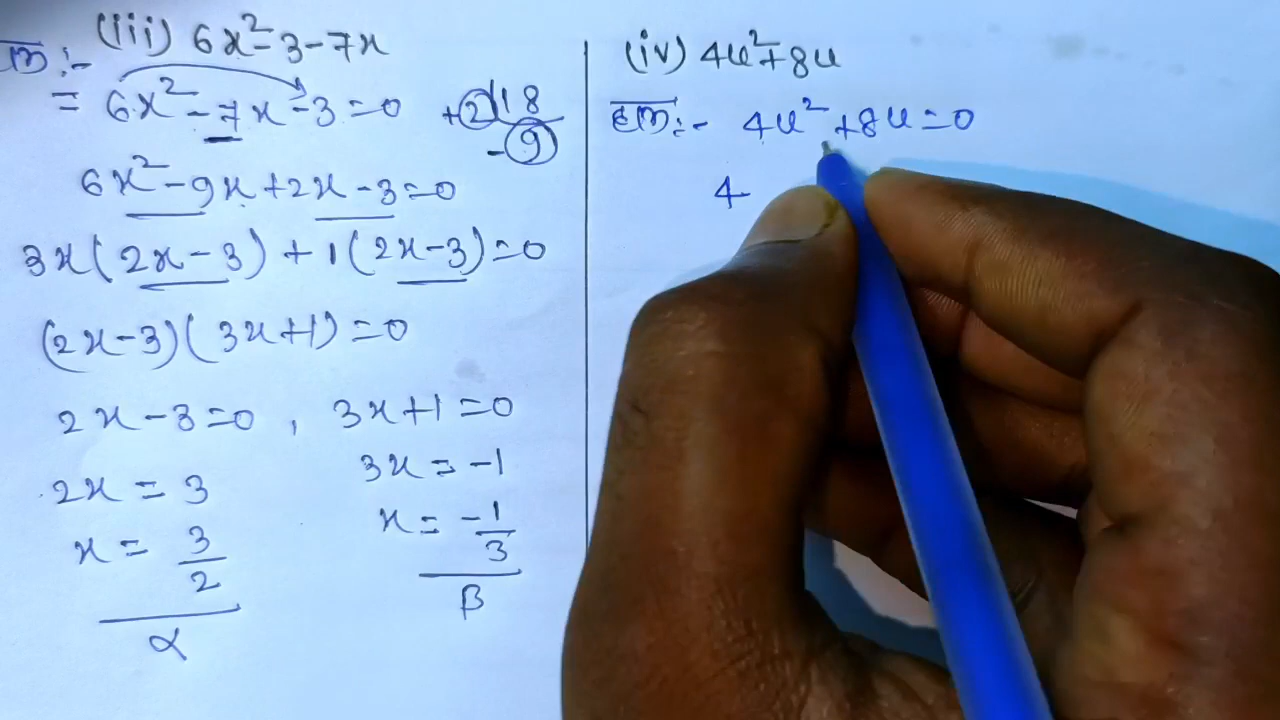 (iii) 6x²-3-7x
हल:-
= 6x²-7x-3=0
+2|18
-9
6x²-9x+2x-3=0
3x(2x-3)+1(2x-3)=0
(2x-3)(3x+1)=0
2x-3=0, 3x+1=0
2x=3
3x=-1
x=3/2
x=-1/3
α
β
(iv) 4u²+8u
हल:- 4u²+8u=0
4